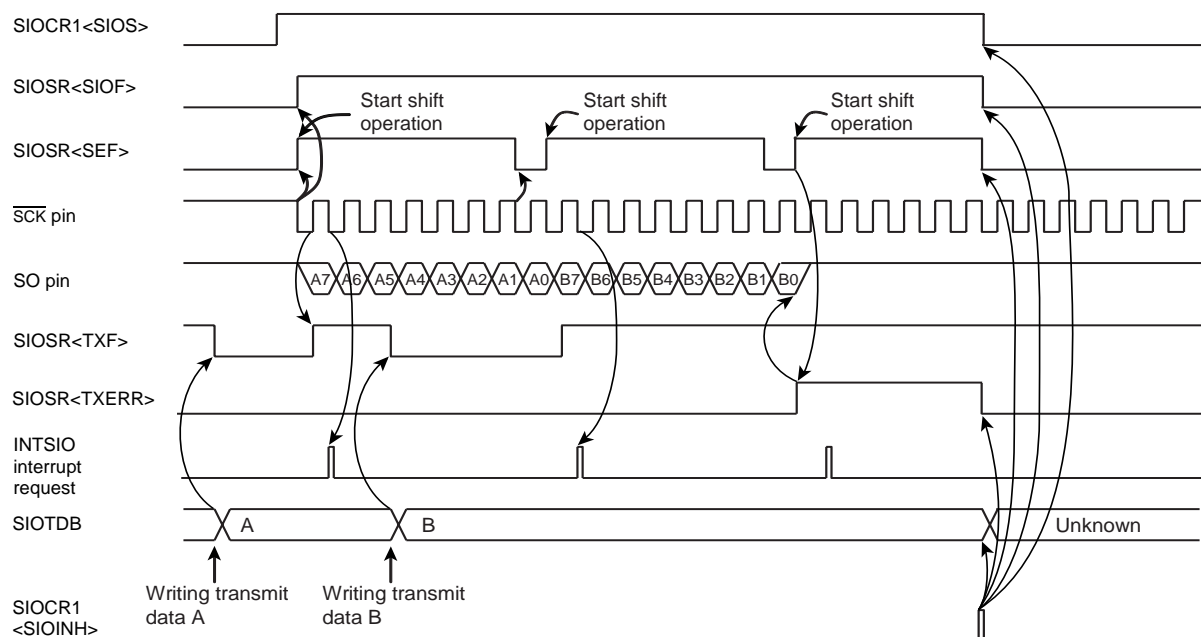 SIOCR1<SIOS>
SIOSR<SIOF>
Start shift
operation
Start shift
operation
Start shift
operation
SIOSR<SEF>
SCK pin
SO pin
A7 A6 A5 A4 A3 A2 A1 A0 B7 B6 B5 B4 B3 B2 B1 B0
SIOSR<TXF>
SIOSR<TXERR>
INTSIO
interrupt
request
SIOTDB
A
B
Unknown
Writing transmit
data A
Writing transmit
data B
SIOCR1
<SIOINH>